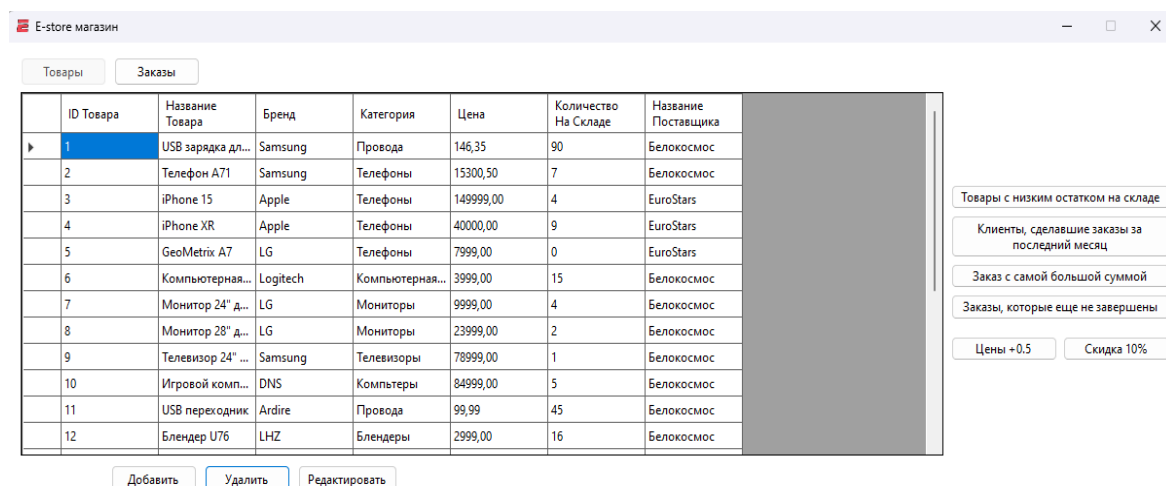 E-store магазин
Товары Заказы
ID Товара Название Товара Бренд Категория Цена Количество На Складе Название Поставщика
1 USB зарядка дл... Samsung Провода 146,35 90 Белокосмос
2 Телефон A71 Samsung Телефоны 15300,50 7 Белокосмос
3 iPhone 15 Apple Телефоны 149999,00 4 EuroStars
4 iPhone XR Apple Телефоны 40000,00 9 EuroStars
5 GeoMetrix A7 LG Телефоны 7999,00 0 EuroStars
6 Компьютерная... Logitech Компьютерная... 3999,00 15 Белокосмос
7 Монитор 24" д... LG Мониторы 9999,00 4 Белокосмос
8 Монитор 28" д... LG Мониторы 23999,00 2 Белокосмос
9 Телевизор 24" ... Samsung Телевизоры 78999,00 1 Белокосмос
10 Игровой комп... DNS Компьтеры 84999,00 5 Белокосмос
11 USB переходник Ardire Провода 99,99 45 Белокосмос
12 Блендер U76 LHZ Блендеры 2999,00 16 Белокосмос
Товары с низким остатком на складе
Клиенты, сделавшие заказы за
последний месяц
Заказ с самой большой суммой
Заказы, которые еще не завершены
Цены +0.5 Скидка 10%
Добавить Удалить Редактировать